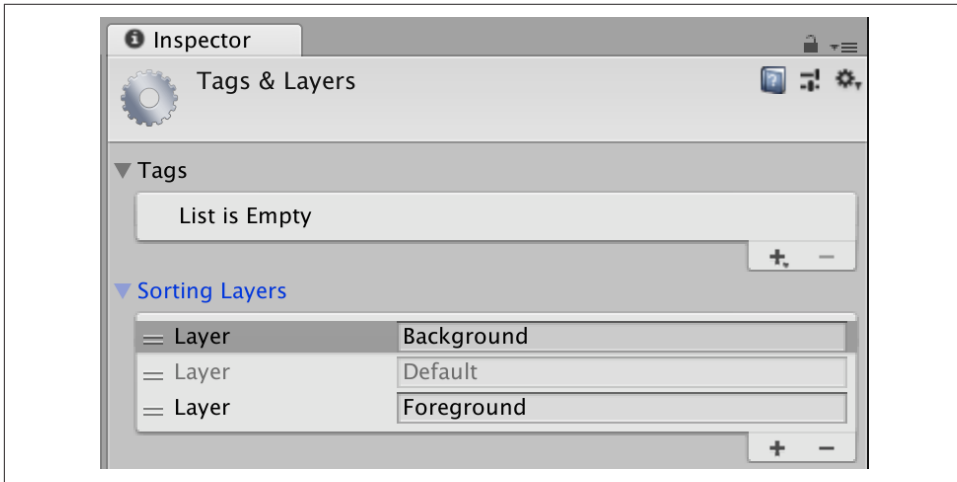 Inspector
Tags & Layers
Tags
List is Empty
Sorting Layers
Layer Background
Layer Default
Layer Foreground